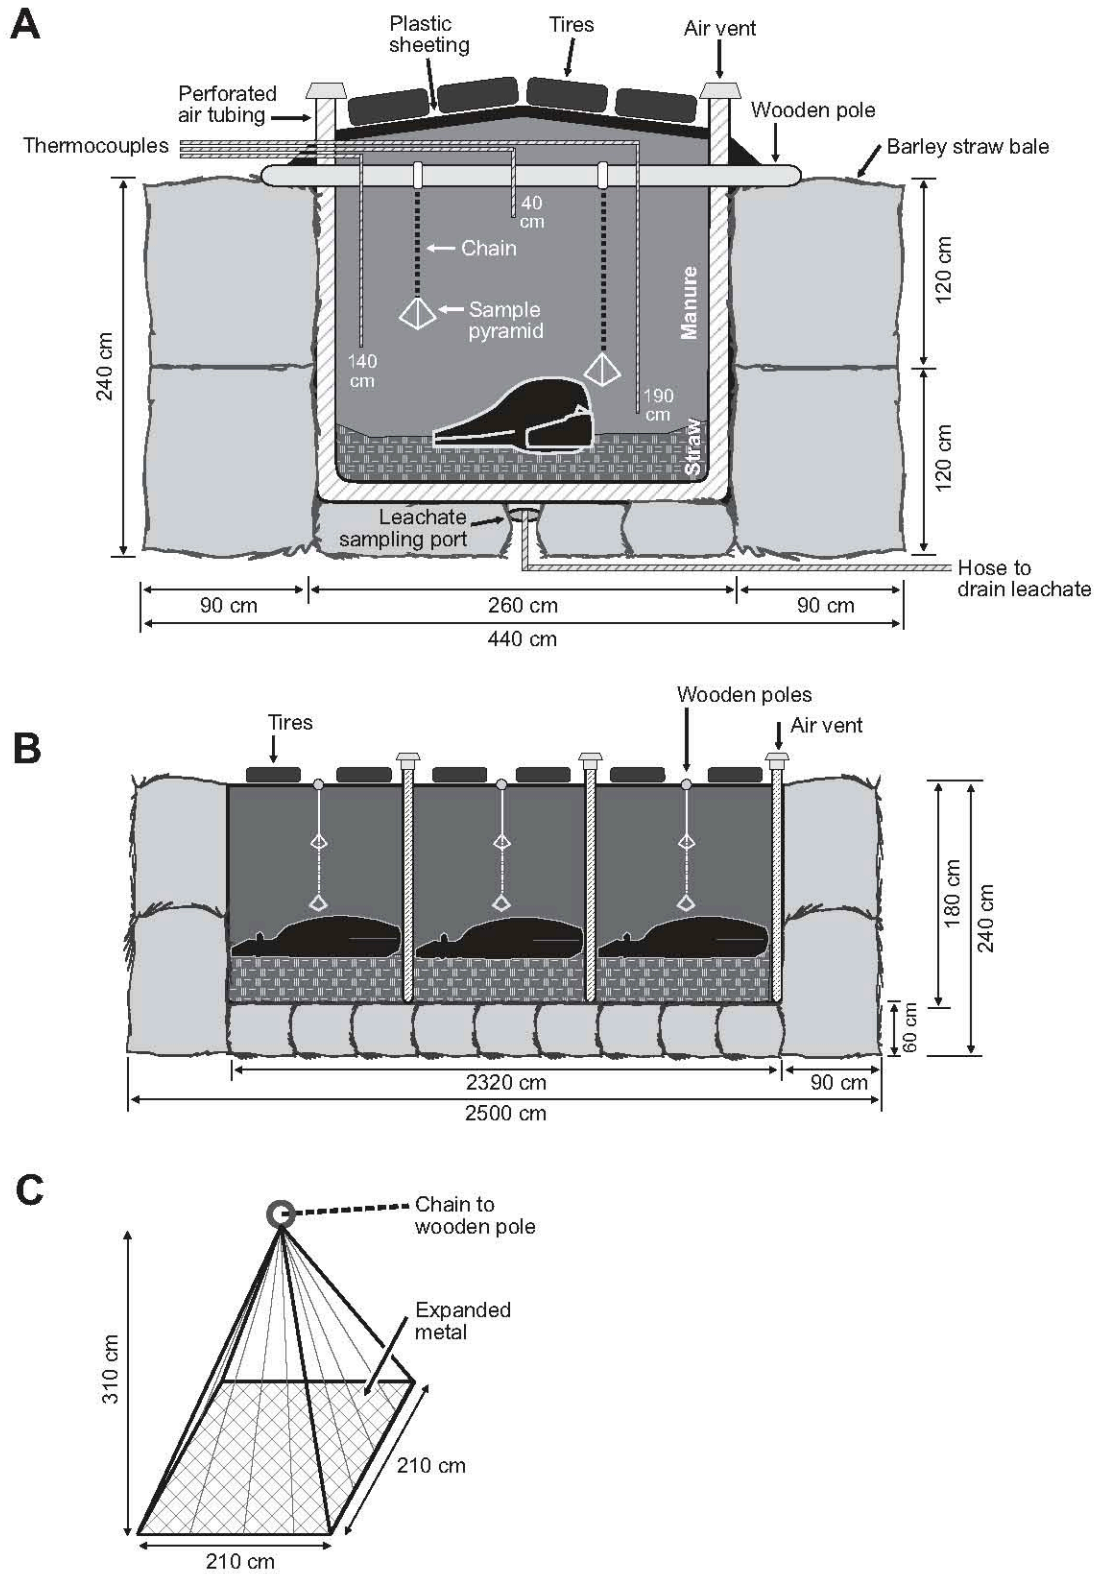 A
Plastic
sheeting
Tires
Air vent
Perforated
air tubing
Wooden pole
Thermocouples
Barley straw bale
40
cm
Chain
Sample
pyramid
Manure
120 cm
240 cm
140
cm
190
cm
Straw
120 cm
Leachate
sampling port
Hose to
drain leachate
90 cm
260 cm
90 cm
440 cm
B
Wooden poles
Tires
Air vent
180 cm
240 cm
60 cm
2320 cm
90 cm
2500 cm
C
Chain to
wooden pole
Expanded
metal
310 cm
210 cm
210 cm